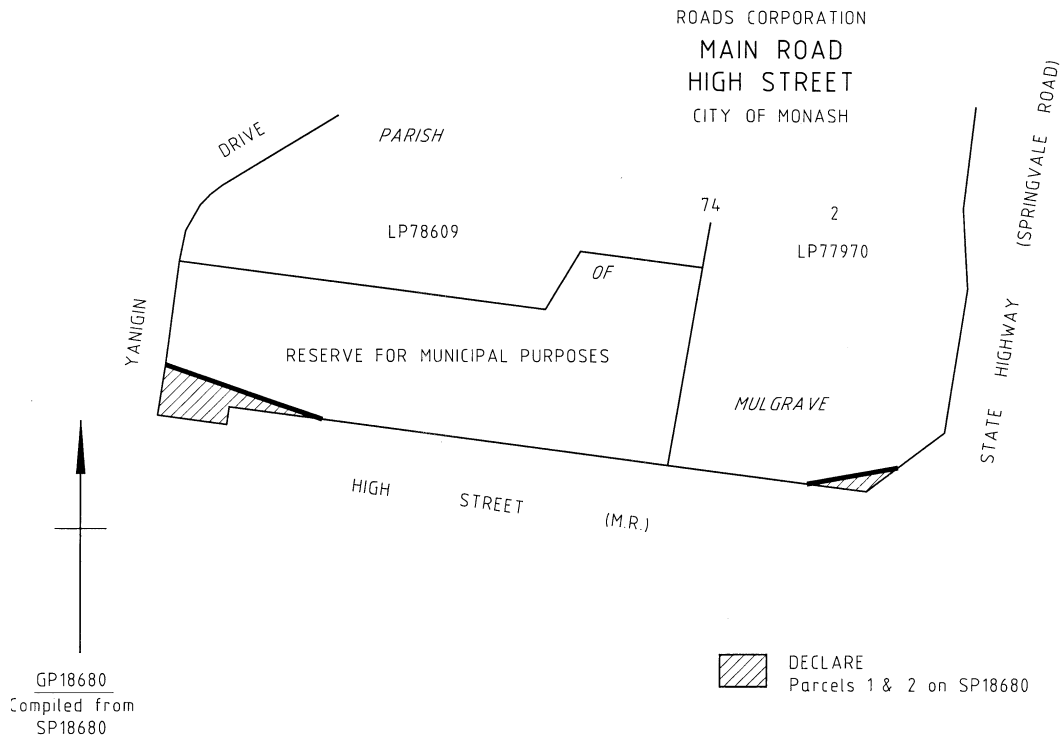 ROADS CORPORATION
MAIN ROAD
HIGH STREET
CITY OF MONASH
DRIVE
PARISH
(SPRINGVALE ROAD)
74
2
LP78609
LP77970
OF
YANIGIN
RESERVE FOR MUNICIPAL PURPOSES
STATE HIGHWAY
MULGRAVE
HIGH STREET (M.R.)
DECLARE
Parcels 1 & 2 on SP18680
GP18680
Compiled from
SP18680